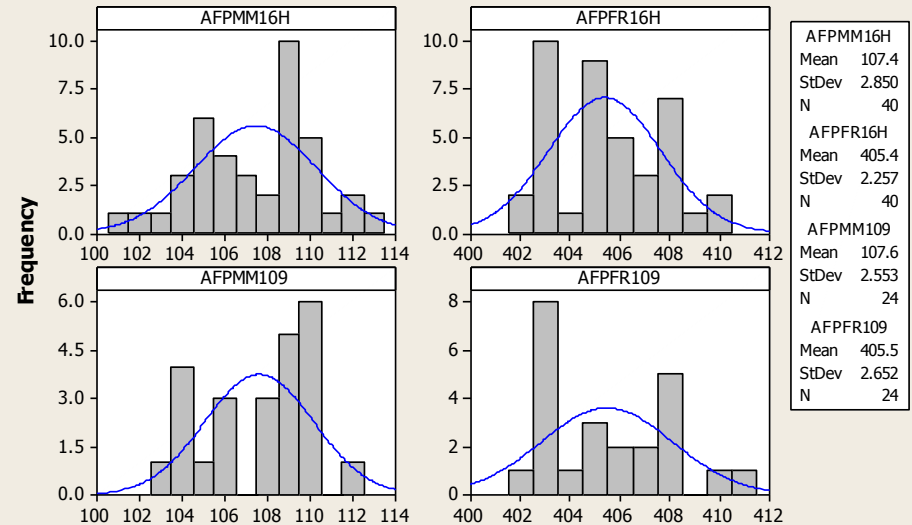 AFPMM16H
AFPFR16H
10.0
7.5
5.0
2.5
0.0
100 102 104 106 108 110 112 114
10.0
7.5
5.0
2.5
0.0
400 402 404 406 408 410 412
AFPMM109
AFPFR109
6.0
4.5
3.0
1.5
0.0
100 102 104 106 108 110 112 114
8
6
4
2
0
400 402 404 406 408 410 412
Frequency
AFPMM16H
Mean 107.4
StDev 2.850
N 40
AFPFR16H
Mean 405.4
StDev 2.257
N 40
AFPMM109
Mean 107.6
StDev 2.553
N 24
AFPFR109
Mean 405.5
StDev 2.652
N 24